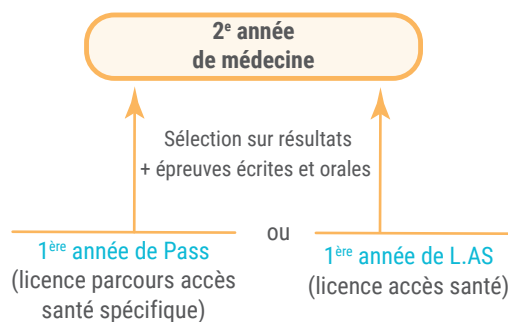 2e année
de médecine
Sélection sur résultats
+ épreuves écrites et orales
ou
1ère année de Pass
(licence parcours accès
santé spécifique)
1ère année de L.AS
(licence accès santé)